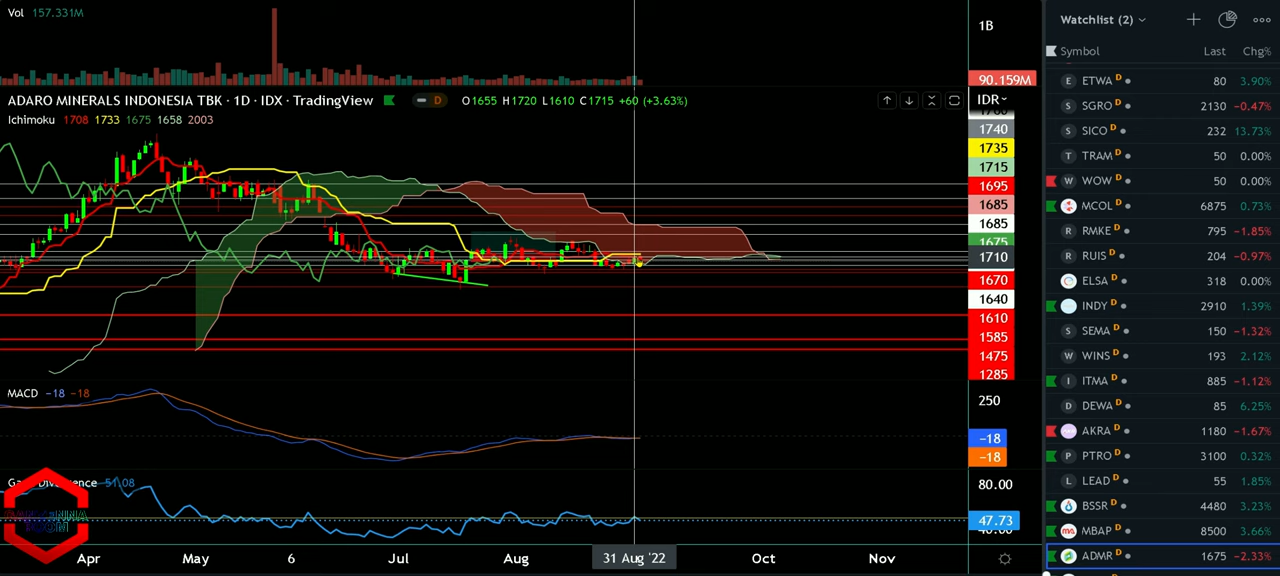 Vol 157.331M
1B
90.159M
ADARO MINERALS INDONESIA TBK · 1D · IDX · TradingView D O1655 H1720 L1610 C1715 +60 (+3.63%)
IDR
Ichimoku 1708 1733 1675 1658 2003
1740
1735
1715
1695
1685
1685
1675
1710
1670
1640
1610
1585
1475
1285
MACD −18 −18
250
−18
−18
51.08
80.00
47.73
Apr May 6 Jul Aug 31 Aug '22 Oct Nov
Watchlist (2)
Symbol Last Chg%
E ETWA D 80 3.90%
S SGRO D 2130 −0.47%
S SICO D 232 13.73%
T TRAM D 50 0.00%
W WOW D 50 0.00%
MCOL D 6875 0.73%
R RMKE D 795 −1.85%
R RUIS D 204 −0.97%
ELSA D 318 0.00%
INDY D 2910 1.39%
S SEMA D 150 −1.32%
W WINS D 193 2.12%
I ITMA D 885 −1.12%
D DEWA D 85 6.25%
AKRA D 1180 −1.67%
P PTRO D 3100 0.32%
L LEAD D 55 1.85%
BSSR D 4480 3.23%
MBAP D 8500 3.66%
ADMR D 1675 −2.33%